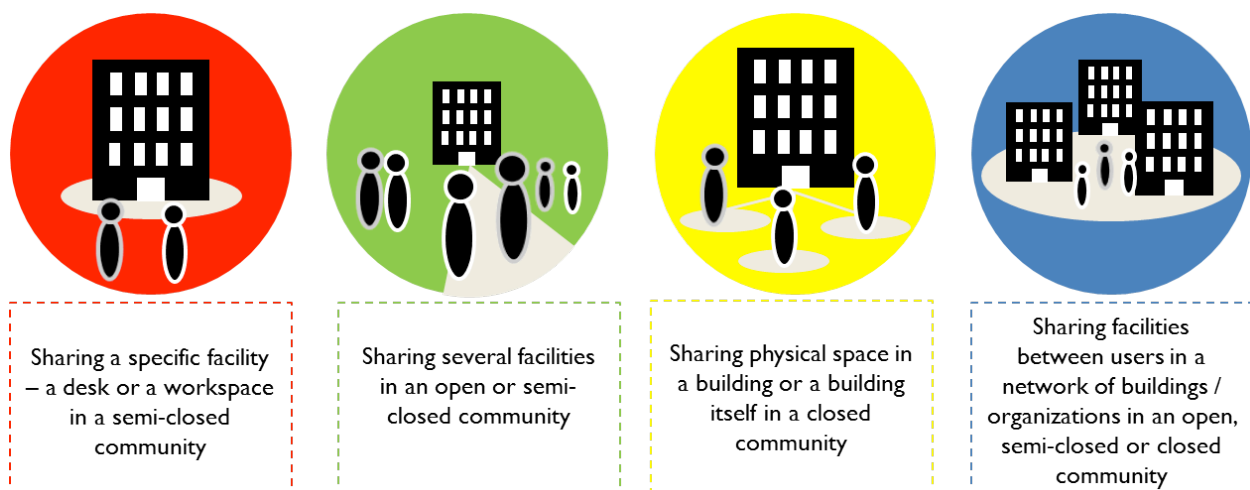 Sharing a specific facility
– a desk or a workspace
in a semi-closed
community
Sharing several facilities
in an open or semi-
closed community
Sharing physical space in
a building or a building
itself in a closed
community
Sharing facilities
between users in a
network of buildings /
organizations in an open,
semi-closed or closed
community